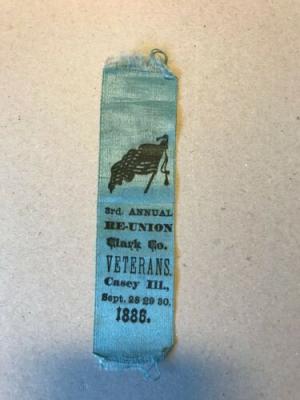 3rd. ANNUAL
RE-UNION
Clark Co.
VETERANS.
Casey Ill.,
Sept. 28 29 30,
1886.